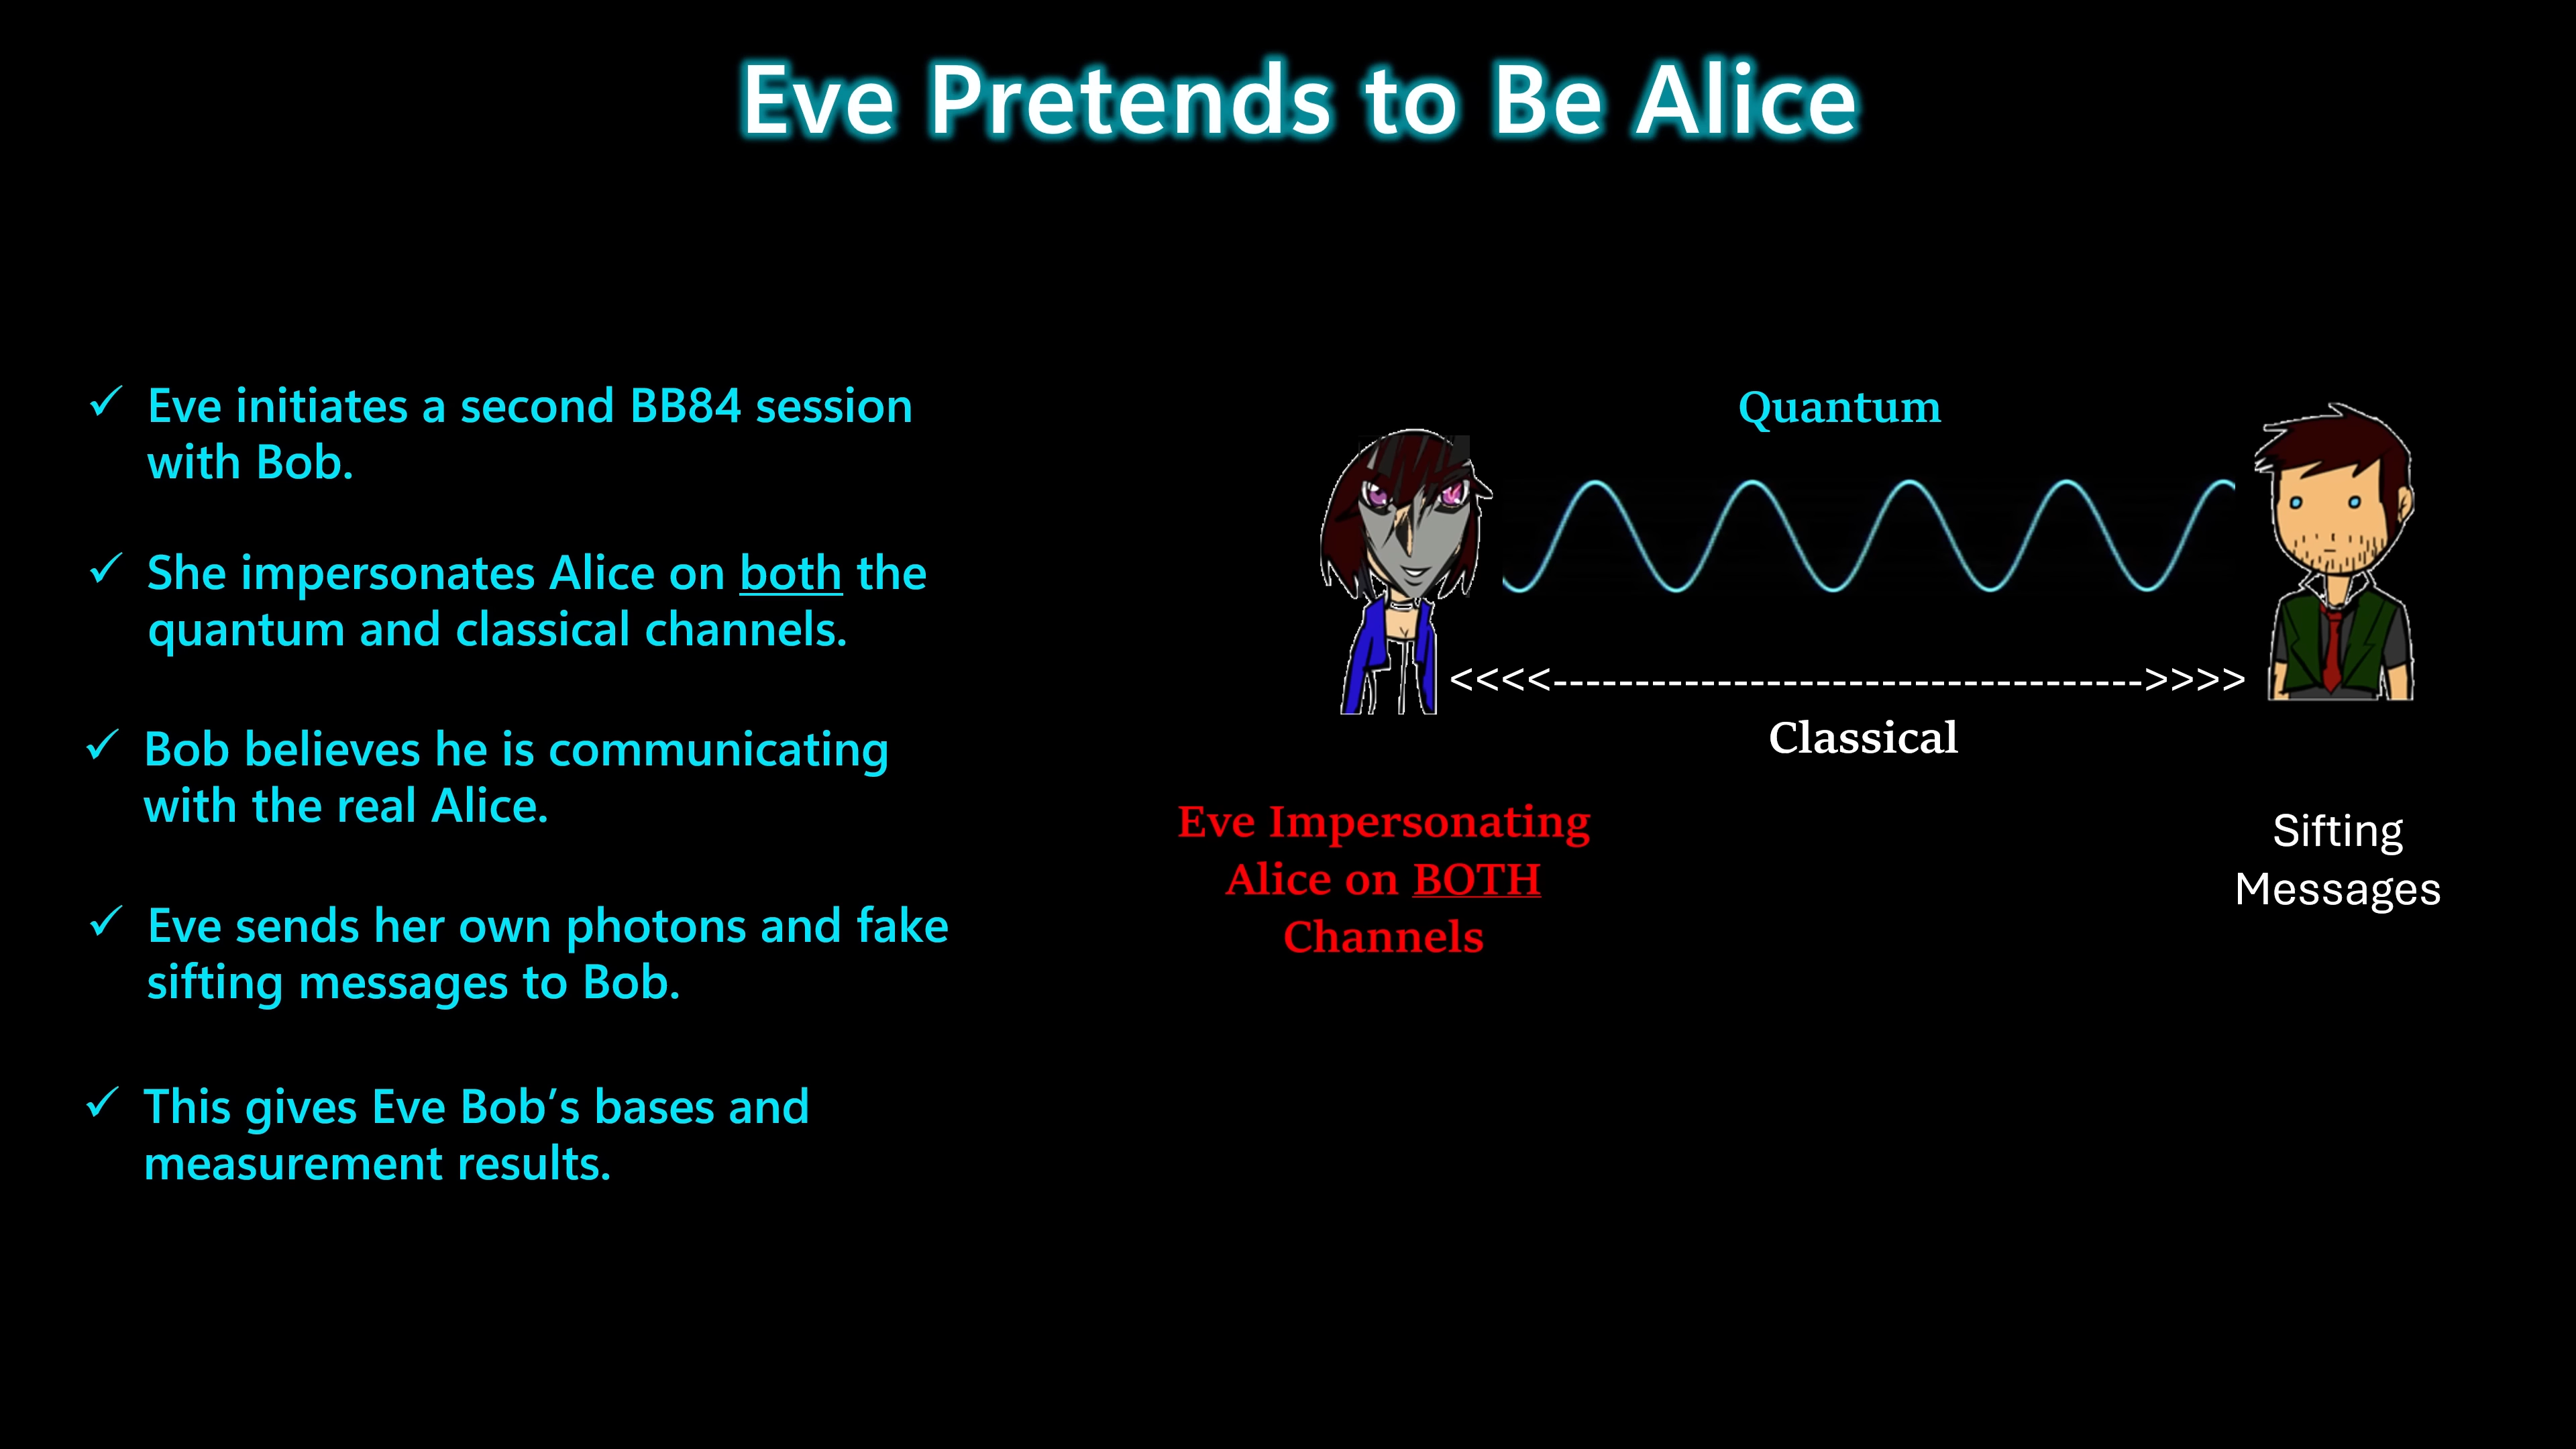 Eve Pretends to Be Alice
✓ Eve initiates a second BB84 session
with Bob.
✓ She impersonates Alice on both the
quantum and classical channels.
✓ Bob believes he is communicating
with the real Alice.
✓ Eve sends her own photons and fake
sifting messages to Bob.
✓ This gives Eve Bob’s bases and
measurement results.
Quantum
<<<<------------------------------------>>>>
Classical
Eve Impersonating
Alice on BOTH
Channels
Sifting
Messages